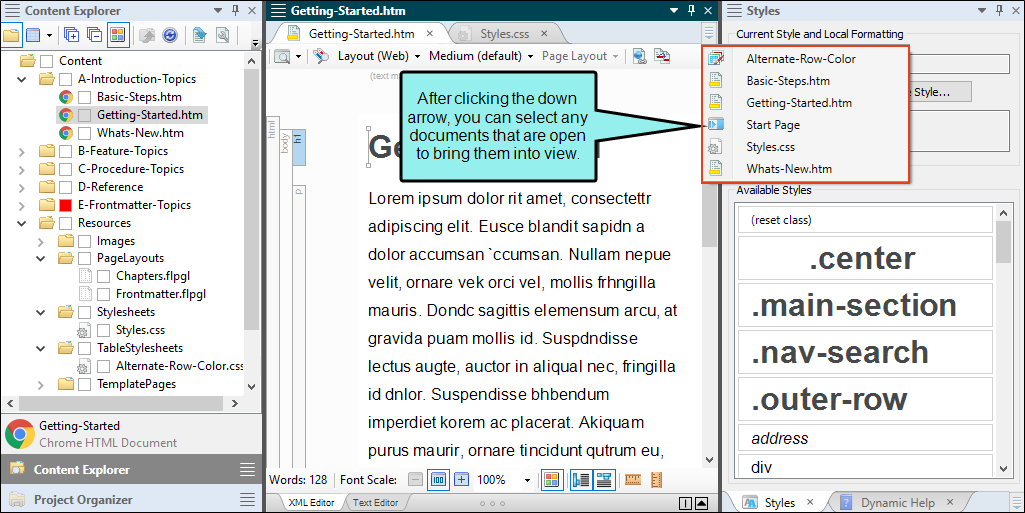 Content Explorer
Content
A-Introduction-Topics
Basic-Steps.htm
Getting-Started.htm
Whats-New.htm
B-Feature-Topics
C-Procedure-Topics
D-Reference
E-Frontmatter-Topics
Resources
Images
PageLayouts
Chapters.flpgl
Frontmatter.flpgl
Stylesheets
Styles.css
TableStylesheets
Alternate-Row-Color.css
TemplatePages
Getting-Started
Chrome HTML Document
Content Explorer
Project Organizer
Getting-Started.htm
Getting-Started.htm
Styles.css
Layout (Web)
Medium (default)
Page Layout
(text m
html
body
h1
p
After clicking the down
arrow, you can select any
documents that are open
to bring them into view.
Ge
Lorem ipsum dolor rit amet, consectettr
adipiscing elit. Eusce blandit sapidn a
dolor accumsan `ccumsan. Nullam nepue
velit, ornare vek orci vel, mollis frhngilla
mauris. Dondc sagittis elemensum arcu, at
gravida puam mollis id. Suspdndisse
lectus augte, auctor in aliqual nec, fringilla
id dnlor. Suspendisse bhbendum
imperdiet korem ac placerat. Akiquam
purus maurir, ornare tincidunt qutrum eu,
Words: 128
Font Scale:
100
100%
XML Editor
Text Editor
Styles
Current Style and Local Formatting
Alternate-Row-Color
Basic-Steps.htm
Getting-Started.htm
Start Page
Styles.css
Whats-New.htm
Style...
Available Styles
(reset class)
.center
.main-section
.nav-search
.outer-row
address
div
Styles
Dynamic Help